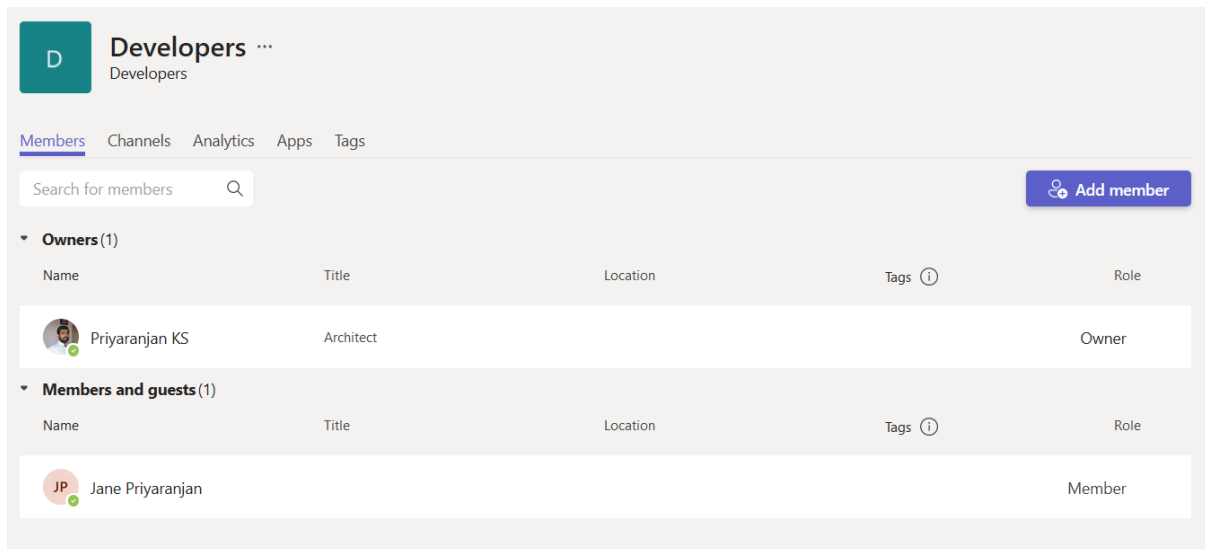 D
Developers ...
Developers
Members Channels Analytics Apps Tags
Search for members Add member
Owners (1)
Name Title Location Tags Role
Priyaranjan KS Architect Owner
Members and guests (1)
Name Title Location Tags Role
JP Jane Priyaranjan Member